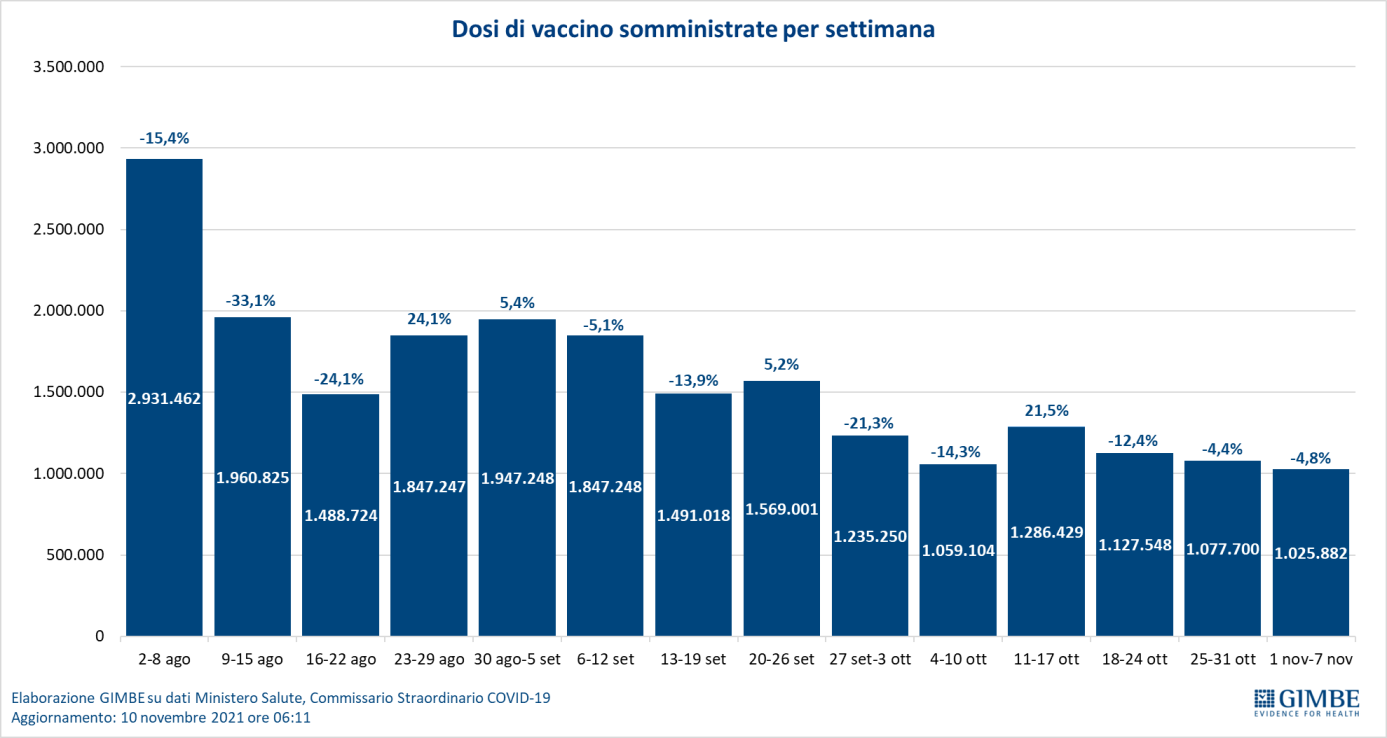 Dosi di vaccino somministrate per settimana
3.500.000
3.000.000
2.500.000
2.000.000
1.500.000
1.000.000
500.000
0
-15,4%
-33,1%
-24,1%
24,1%
5,4%
-5,1%
-13,9%
5,2%
-21,3%
-14,3%
21,5%
-12,4%
-4,4%
-4,8%
2.931.462
1.960.825
1.488.724
1.847.247
1.947.248
1.847.248
1.491.018
1.569.001
1.235.250
1.059.104
1.286.429
1.127.548
1.077.700
1.025.882
2-8 ago
9-15 ago
16-22 ago
23-29 ago
30 ago-5 set
6-12 set
13-19 set
20-26 set
27 set-3 ott
4-10 ott
11-17 ott
18-24 ott
25-31 ott
1 nov-7 nov
Elaborazione GIMBE su dati Ministero Salute, Commissario Straordinario COVID-19
Aggiornamento: 10 novembre 2021 ore 06:11
GIMBE
EVIDENCE FOR HEALTH